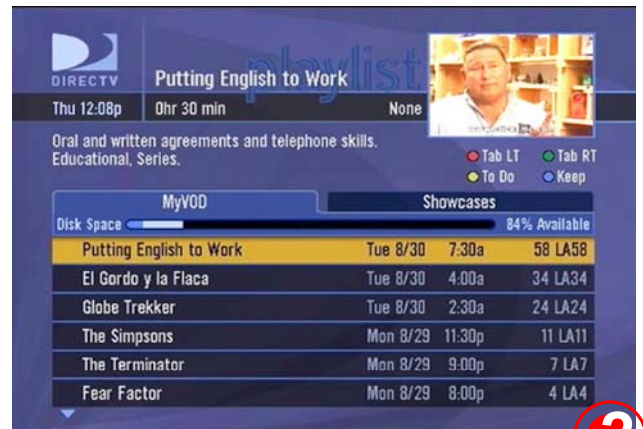 playlist
DIRECTV
Putting English to Work
Thu 12:08p 0hr 30 min None
Oral and written agreements and telephone skills.
Educational, Series.
Tab LT Tab RT
To Do Keep
MyVOD Showcases
Disk Space 84% Available
Putting English to Work Tue 8/30 7:30a 58 LA58
El Gordo y la Flaca Tue 8/30 4:00a 34 LA34
Globe Trekker Tue 8/30 2:30a 24 LA24
The Simpsons Mon 8/29 11:30p 11 LA11
The Terminator Mon 8/29 9:00p 7 LA7
Fear Factor Mon 8/29 8:00p 4 LA4